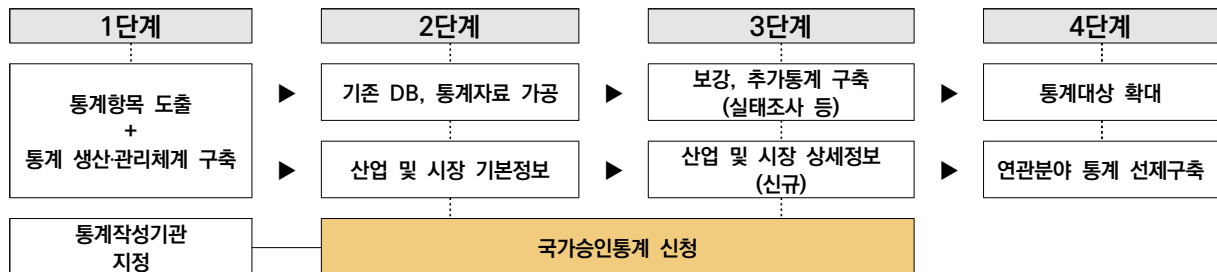 1단계
2단계
3단계
4단계
통계항목 도출
+
통계 생산·관리체계 구축
▶
기존 DB, 통계자료 가공
▶
보강, 추가통계 구축
(실태조사 등)
▶
통계대상 확대
▶
산업 및 시장 기본정보
▶
산업 및 시장 상세정보
(신규)
▶
연관분야 통계 선제구축
통계작성기관
지정
국가승인통계 신청